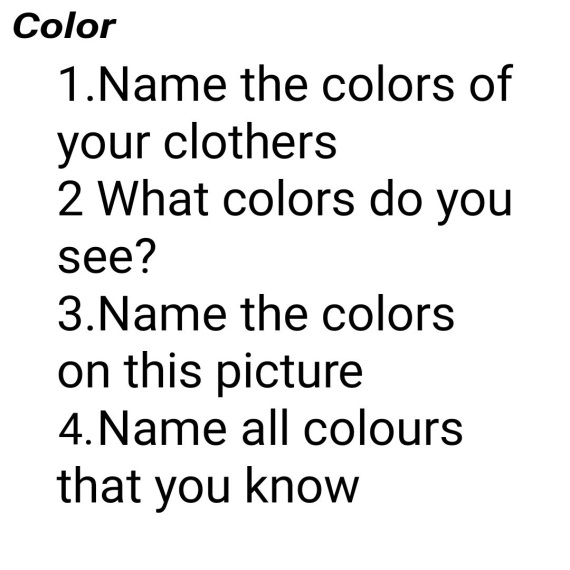 Color
1.Name the colors of
your clothers
2 What colors do you
see?
3.Name the colors
on this picture
4.Name all colours
that you know